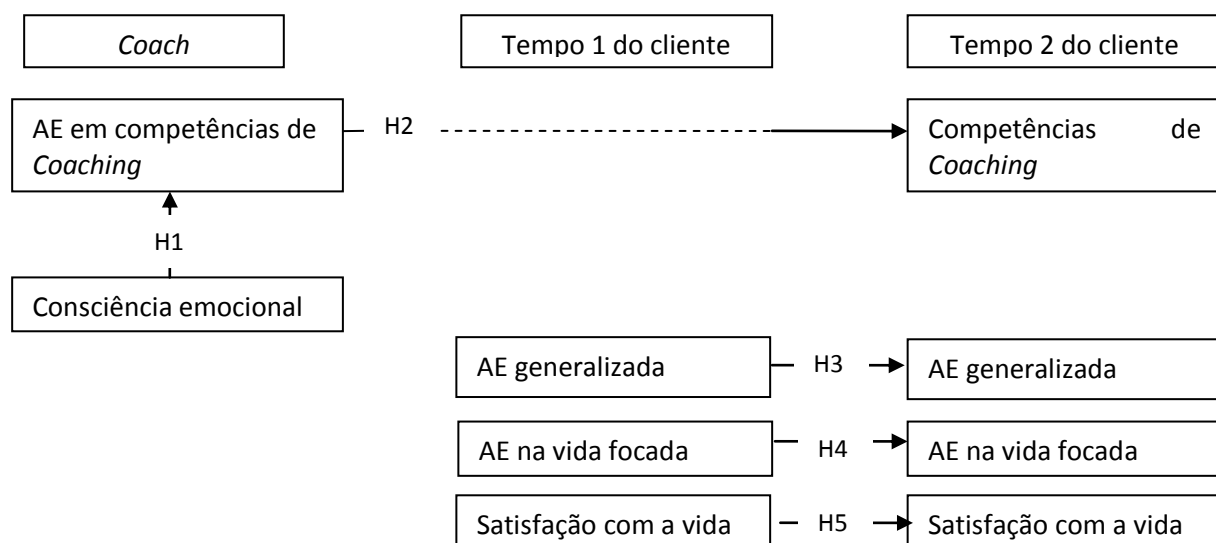 Coach
Tempo 1 do cliente
Tempo 2 do cliente
AE em competências de
Coaching
H2
Competências de
Coaching
H1
Consciência emocional
AE generalizada
H3
AE generalizada
AE na vida focada
H4
AE na vida focada
Satisfação com a vida
H5
Satisfação com a vida